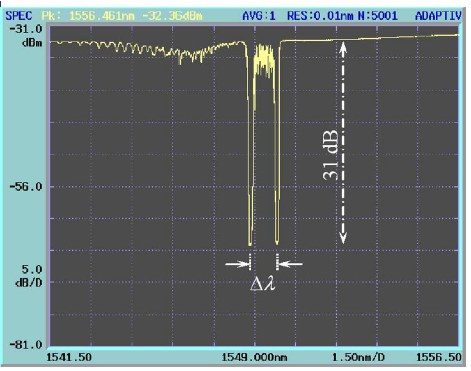 SPEC Pk: 1556.461nm -32.36dBm AVG:1 RES:0.01nm N:5001 ADAPTIV
-31.0
dBm
31 dB
-56.0
5.0
dB/D
Δλ
-81.0
1541.50 1549.000nm 1.50nm/D 1556.50